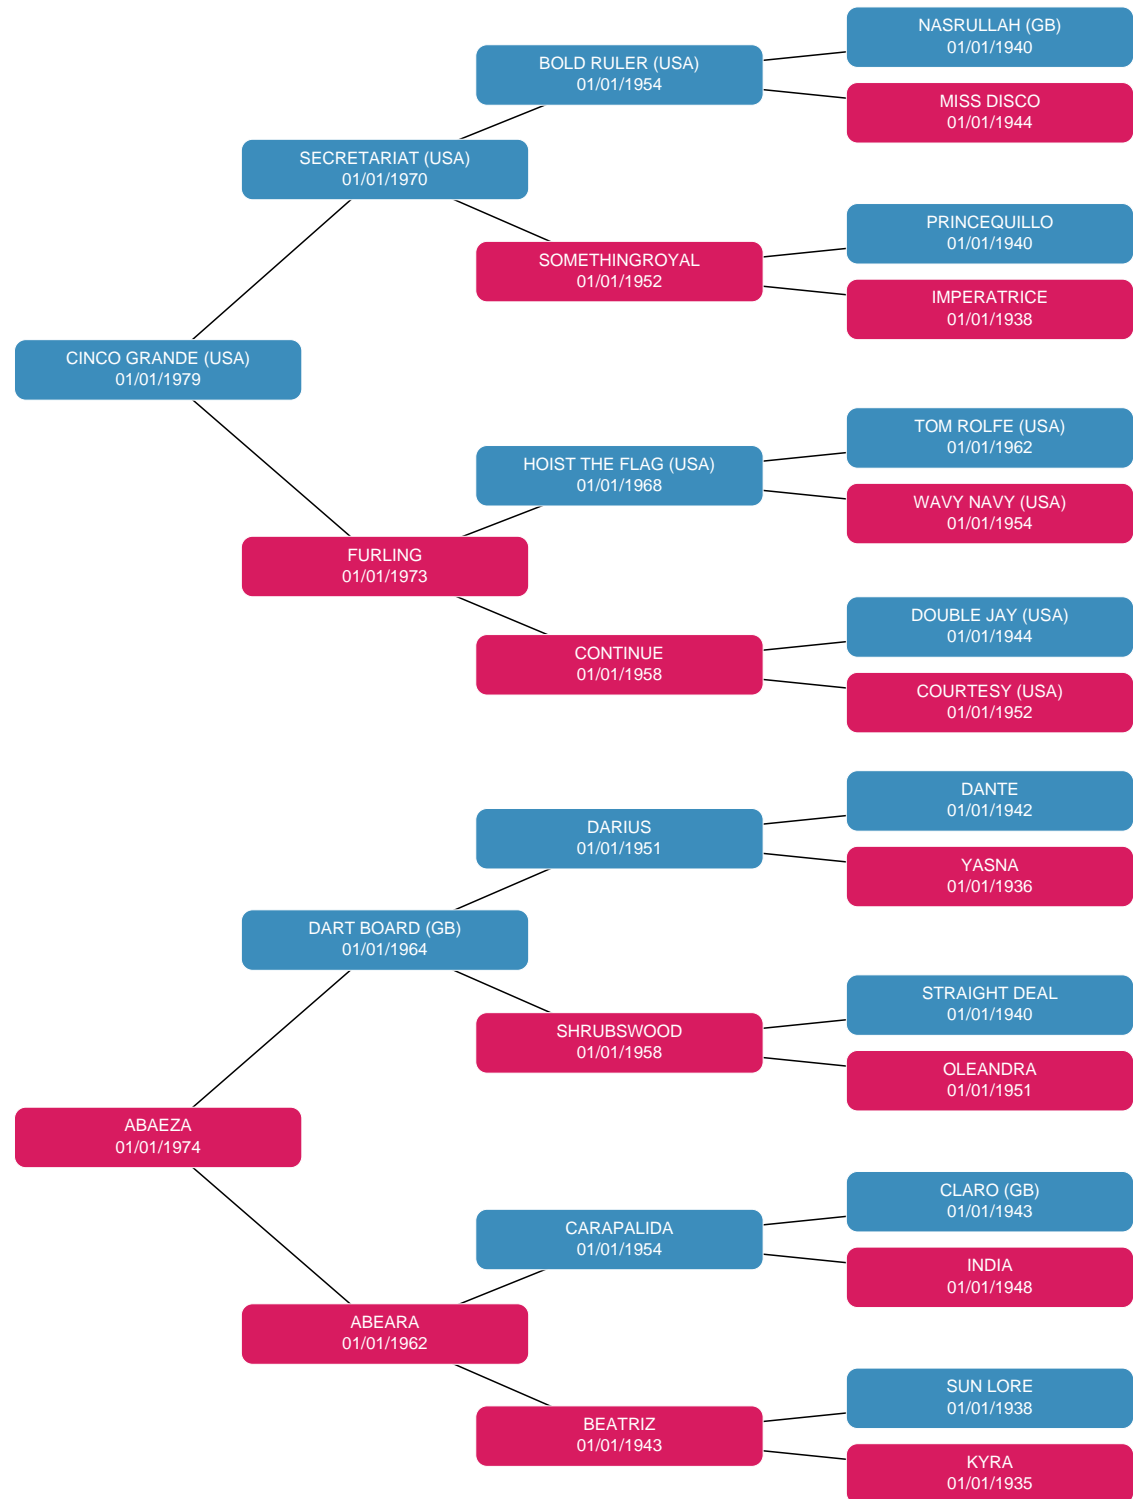 NASRULLAH (GB)
01/01/1940
BOLD RULER (USA)
01/01/1954
MISS DISCO
01/01/1944
SECRETARIAT (USA)
01/01/1970
PRINCEQUILLO
01/01/1940
SOMETHINGROYAL
01/01/1952
IMPERATRICE
01/01/1938
CINCO GRANDE (USA)
01/01/1979
TOM ROLFE (USA)
01/01/1962
HOIST THE FLAG (USA)
01/01/1968
WAVY NAVY (USA)
01/01/1954
FURLING
01/01/1973
DOUBLE JAY (USA)
01/01/1944
CONTINUE
01/01/1958
COURTESY (USA)
01/01/1952
DANTE
01/01/1942
DARIUS
01/01/1951
YASNA
01/01/1936
DART BOARD (GB)
01/01/1964
STRAIGHT DEAL
01/01/1940
SHRUBSWOOD
01/01/1958
OLEANDRA
01/01/1951
ABAEZA
01/01/1974
CLARO (GB)
01/01/1943
CARAPALIDA
01/01/1954
INDIA
01/01/1948
ABEARA
01/01/1962
SUN LORE
01/01/1938
BEATRIZ
01/01/1943
KYRA
01/01/1935